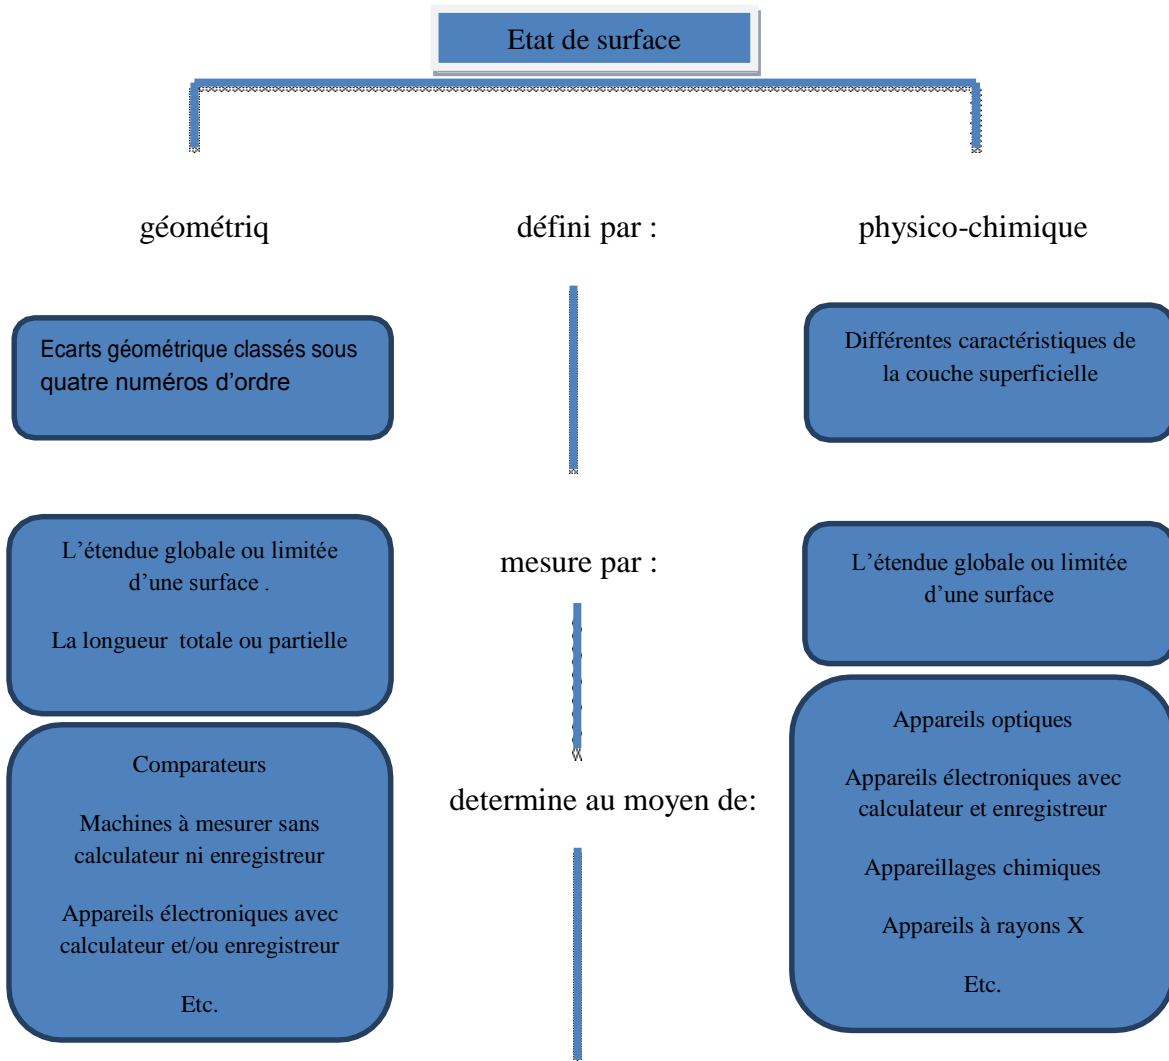 Etat de surface
géométriq
défini par :
physico-chimique
Ecarts géométrique classés sous
quatre numéros d’ordre
Différentes caractéristiques de
la couche superficielle
L’étendue globale ou limitée
d’une surface .
La longueur totale ou partielle
mesure par :
L’étendue globale ou limitée
d’une surface
Comparateurs
Machines à mesurer sans
calculateur ni enregistreur
Appareils électroniques avec
calculateur et/ou enregistreur
Etc.
determine au moyen de:
Appareils optiques
Appareils électroniques avec
calculateur et enregistreur
Appareillages chimiques
Appareils à rayons X
Etc.